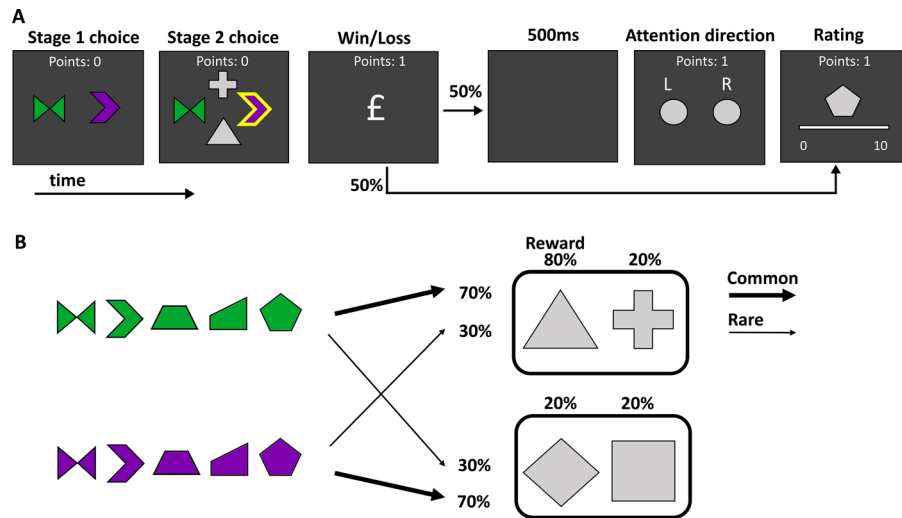 A
Stage 1 choice Stage 2 choice Win/Loss 500ms Attention direction Rating
Points: 0 Points: 0 Points: 1 Points: 1 Points: 1
L R
£
50%
0 10
time
50%
B
Reward
80% 20%
Common
70%
30%
Rare
20% 20%
30%
70%